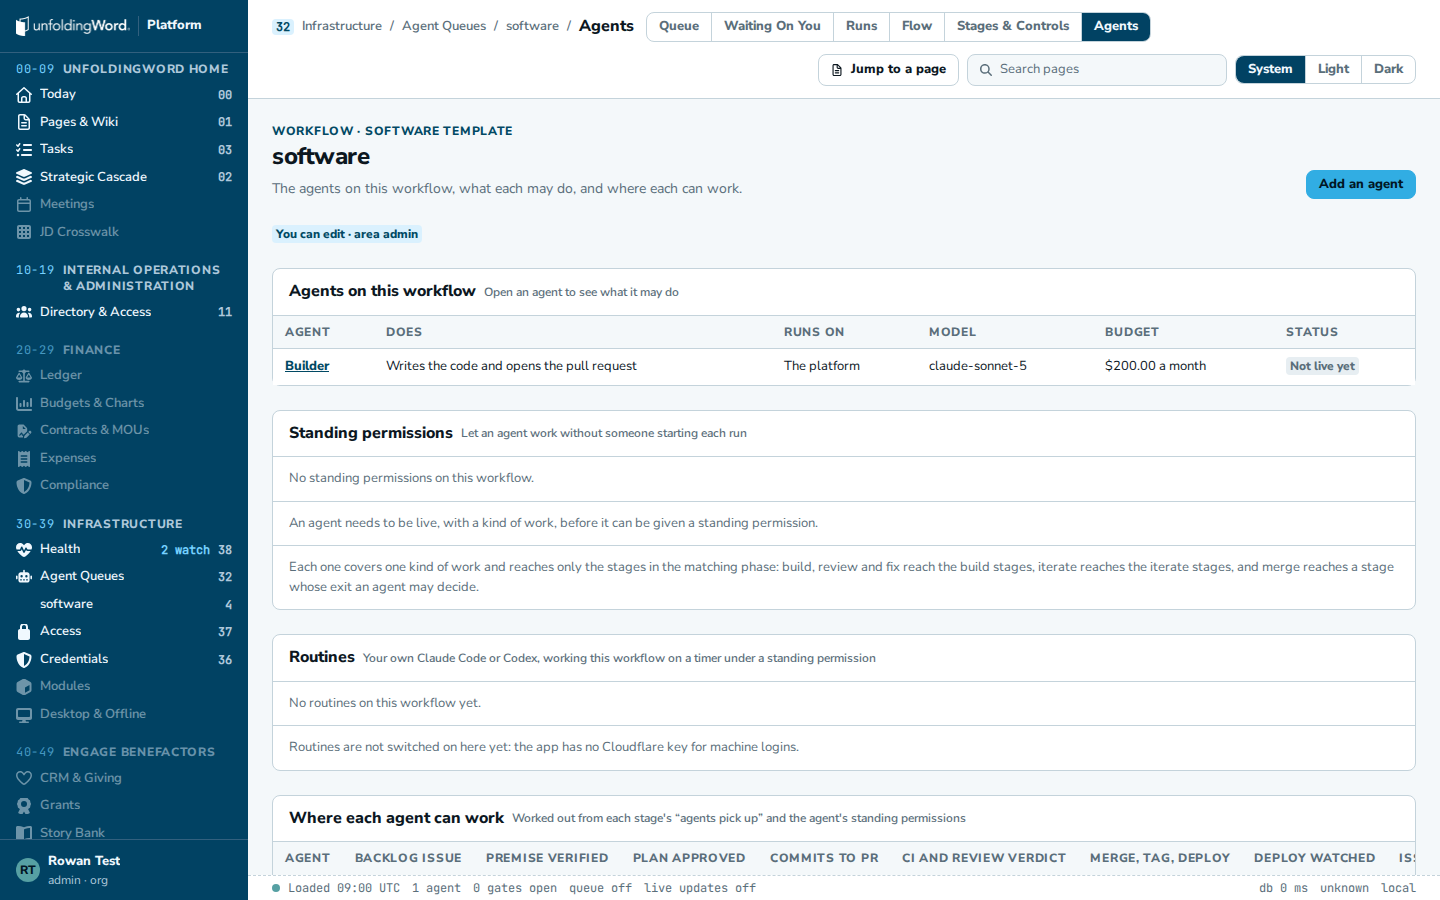 unfoldingWord Platform
00-09 UNFOLDINGWORD HOME
Today 00
Pages & Wiki 01
Tasks 03
Strategic Cascade 02
Meetings
JD Crosswalk
10-19 INTERNAL OPERATIONS
& ADMINISTRATION
Directory & Access 11
20-29 FINANCE
Ledger
Budgets & Charts
Contracts & MOUs
Expenses
Compliance
30-39 INFRASTRUCTURE
Health 2 watch 38
Agent Queues 32
software 4
Access 37
Credentials 36
Modules
Desktop & Offline
40-49 ENGAGE BENEFACTORS
CRM & Giving
Grants
Story Bank
RT Rowan Test
admin · org
32 Infrastructure / Agent Queues / software / Agents
Queue Waiting On You Runs Flow Stages & Controls Agents
Jump to a page Search pages System Light Dark
WORKFLOW · SOFTWARE TEMPLATE
software
The agents on this workflow, what each may do, and where each can work.
Add an agent
You can edit · area admin
Agents on this workflow Open an agent to see what it may do
AGENT DOES RUNS ON MODEL BUDGET STATUS
Builder Writes the code and opens the pull request The platform claude-sonnet-5 $200.00 a month Not live yet
Standing permissions Let an agent work without someone starting each run
No standing permissions on this workflow.
An agent needs to be live, with a kind of work, before it can be given a standing permission.
Each one covers one kind of work and reaches only the stages in the matching phase: build, review and fix reach the build stages, iterate reaches the iterate stages, and merge reaches a stage
whose exit an agent may decide.
Routines Your own Claude Code or Codex, working this workflow on a timer under a standing permission
No routines on this workflow yet.
Routines are not switched on here yet: the app has no Cloudflare key for machine logins.
Where each agent can work Worked out from each stage's “agents pick up” and the agent's standing permissions
AGENT BACKLOG ISSUE PREMISE VERIFIED PLAN APPROVED COMMITS TO PR CI AND REVIEW VERDICT MERGE, TAG, DEPLOY DEPLOY WATCHED
Loaded 09:00 UTC 1 agent 0 gates open queue off live updates off db 0 ms unknown local